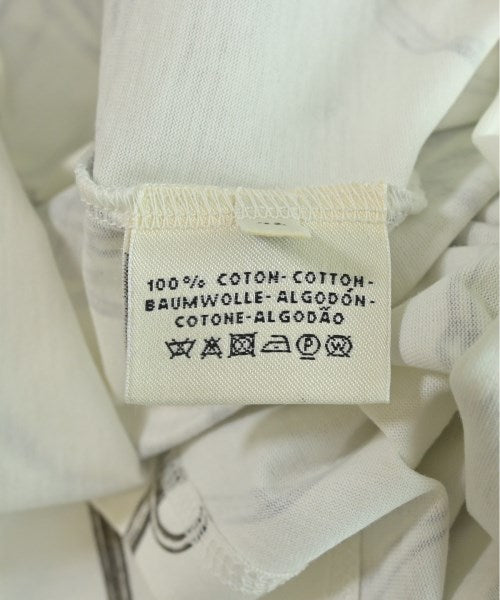 100% COTON-COTTON-
BAUMWOLLE-ALGODÓN-
COTONE-ALGODÃO
P W